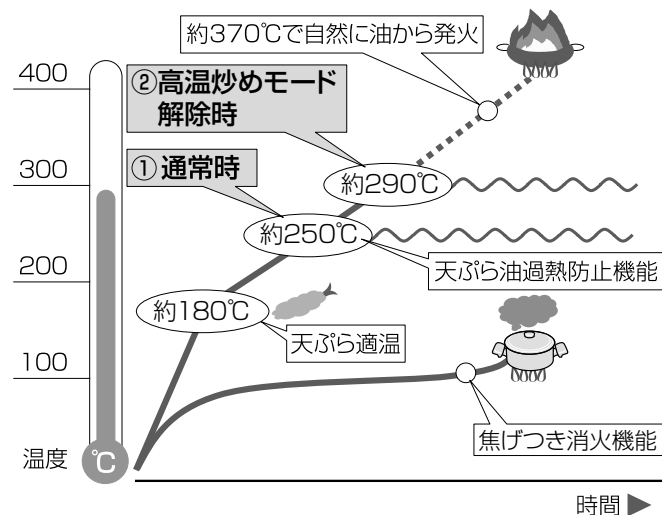 約370℃で自然に油から発火
400
②高温炒めモード
解除時
300
①通常時
約290℃
約250℃
200
天ぷら油過熱防止機能
約180℃
天ぷら適温
100
焦げつき消火機能
温度
℃
時間▶